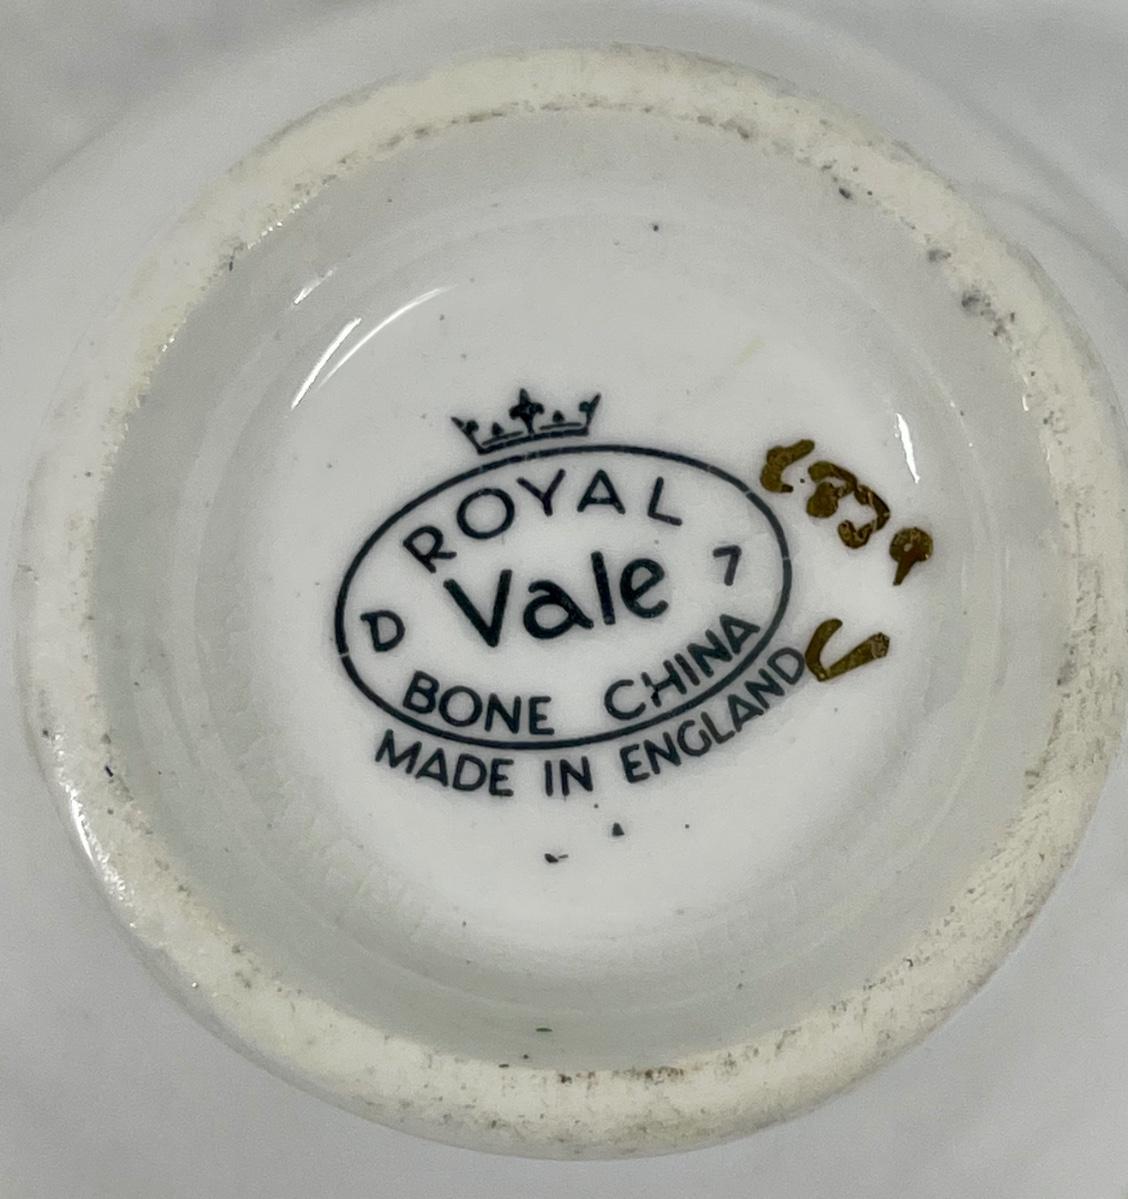 ROYAL
D Vale 7
BONE CHINA
MADE IN ENGLAND